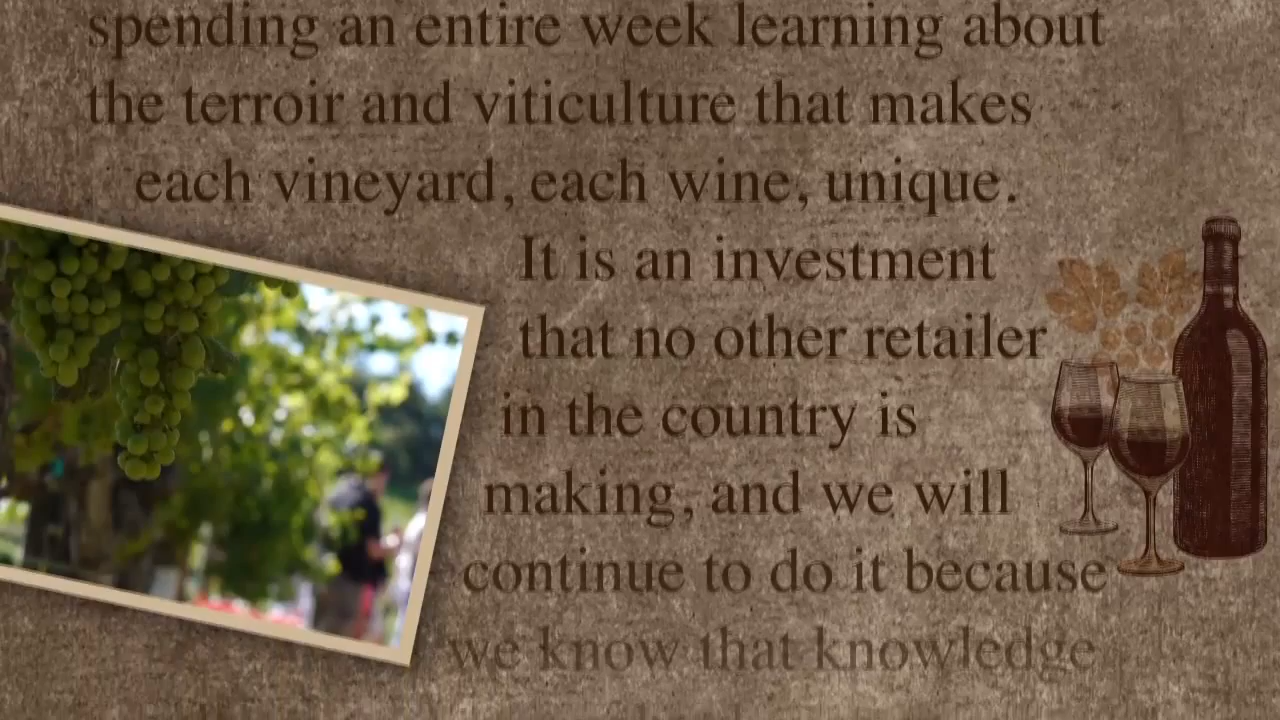 spending an entire week learning about
the terroir and viticulture that makes
each vineyard, each wine, unique.
It is an investment
that no other retailer
in the country is
making, and we will
continue to do it because
we know that knowledge